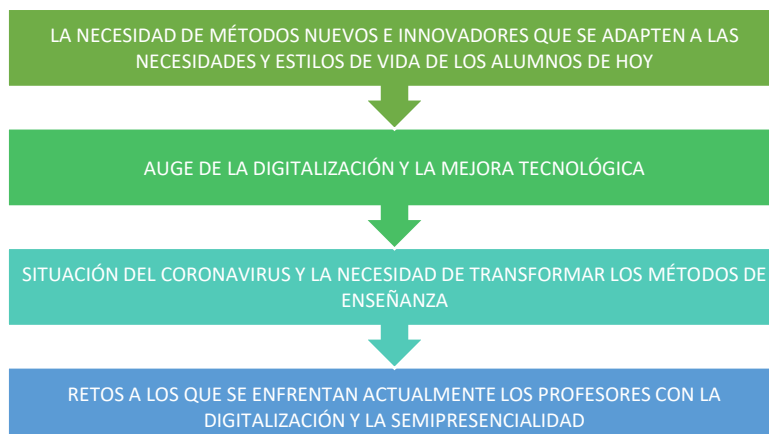 LA NECESIDAD DE MÉTODOS NUEVOS E INNOVADORES QUE SE ADAPTEN A LAS
NECESIDADES Y ESTILOS DE VIDA DE LOS ALUMNOS DE HOY
AUGE DE LA DIGITALIZACIÓN Y LA MEJORA TECNOLÓGICA
SITUACIÓN DEL CORONAVIRUS Y LA NECESIDAD DE TRANSFORMAR LOS MÉTODOS DE
ENSEÑANZA
RETOS A LOS QUE SE ENFRENTAN ACTUALMENTE LOS PROFESORES CON LA
DIGITALIZACIÓN Y LA SEMIPRESENCIALIDAD